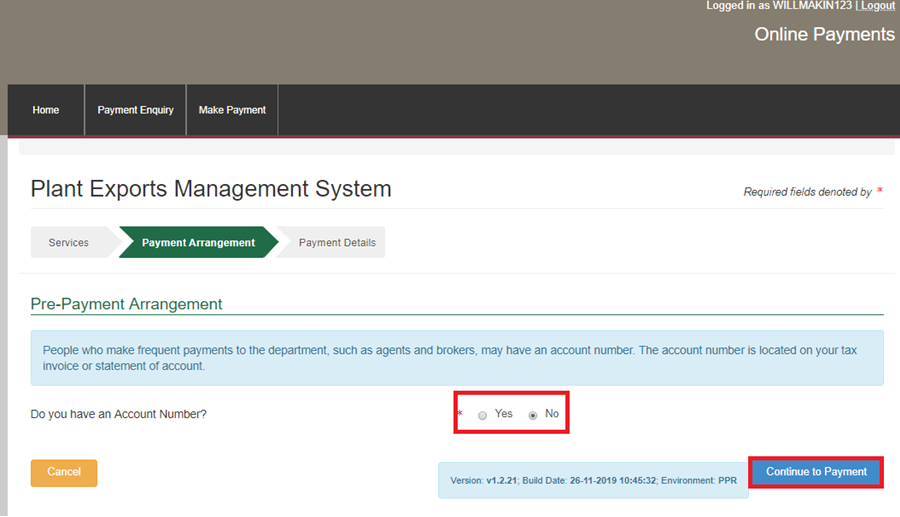 Logged in as WILLMAKIN123 | Logout
Online Payments
Home Payment Enquiry Make Payment
Plant Exports Management System
Required fields denoted by *
Services Payment Arrangement Payment Details
Pre-Payment Arrangement
People who make frequent payments to the department, such as agents and brokers, may have an account number. The account number is located on your tax
invoice or statement of account.
Do you have an Account Number? * Yes No
Cancel
Version: v1.2.21; Build Date: 26-11-2019 10:45:32; Environment: PPR
Continue to Payment